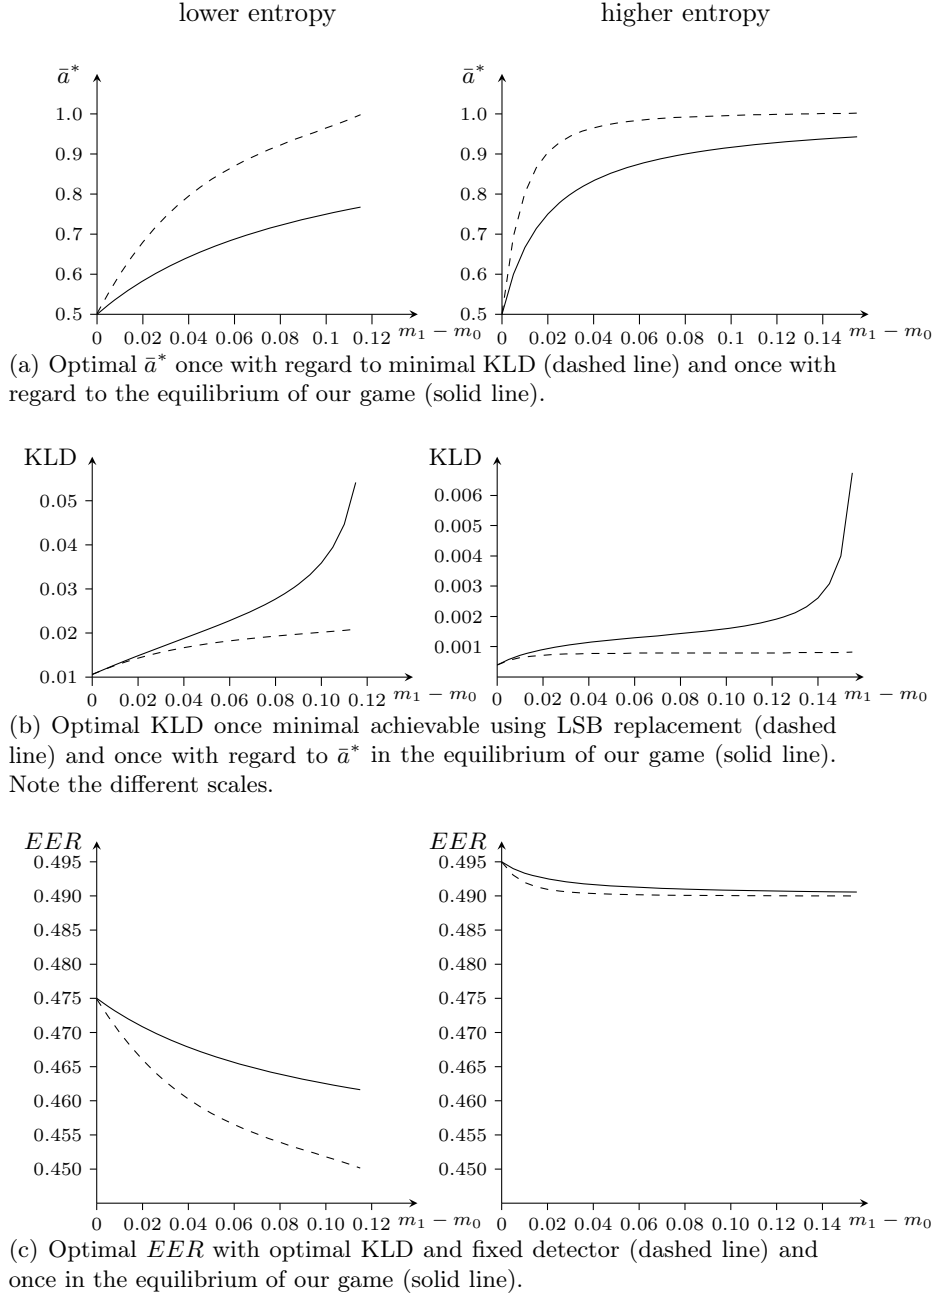 lower entropy
higher entropy
ā*
1.0
0.9
0.8
0.7
0.6
0.5
0 0.02 0.04 0.06 0.08 0.10 0.12 m₁ − m₀
ā*
1.0
0.9
0.8
0.7
0.6
0.5
0 0.02 0.04 0.06 0.08 0.10 0.12 0.14 m₁ − m₀
(a) Optimal ā* once with regard to minimal KLD (dashed line) and once with
regard to the equilibrium of our game (solid line).
KLD
0.05
0.04
0.03
0.02
0.01
0 0.02 0.04 0.06 0.08 0.10 0.12 m₁ − m₀
KLD
0.006
0.005
0.004
0.003
0.002
0.001
0 0.02 0.04 0.06 0.08 0.10 0.12 0.14 m₁ − m₀
(b) Optimal KLD once minimal achievable using LSB replacement (dashed
line) and once with regard to ā* in the equilibrium of our game (solid line).
Note the different scales.
EER
0.495
0.490
0.485
0.480
0.475
0.470
0.465
0.460
0.455
0.450
0 0.02 0.04 0.06 0.08 0.10 0.12 m₁ − m₀
EER
0.495
0.490
0.485
0.480
0.475
0.470
0.465
0.460
0.455
0.450
0 0.02 0.04 0.06 0.08 0.10 0.12 0.14 m₁ − m₀
(c) Optimal EER with optimal KLD and fixed detector (dashed line) and
once in the equilibrium of our game (solid line).